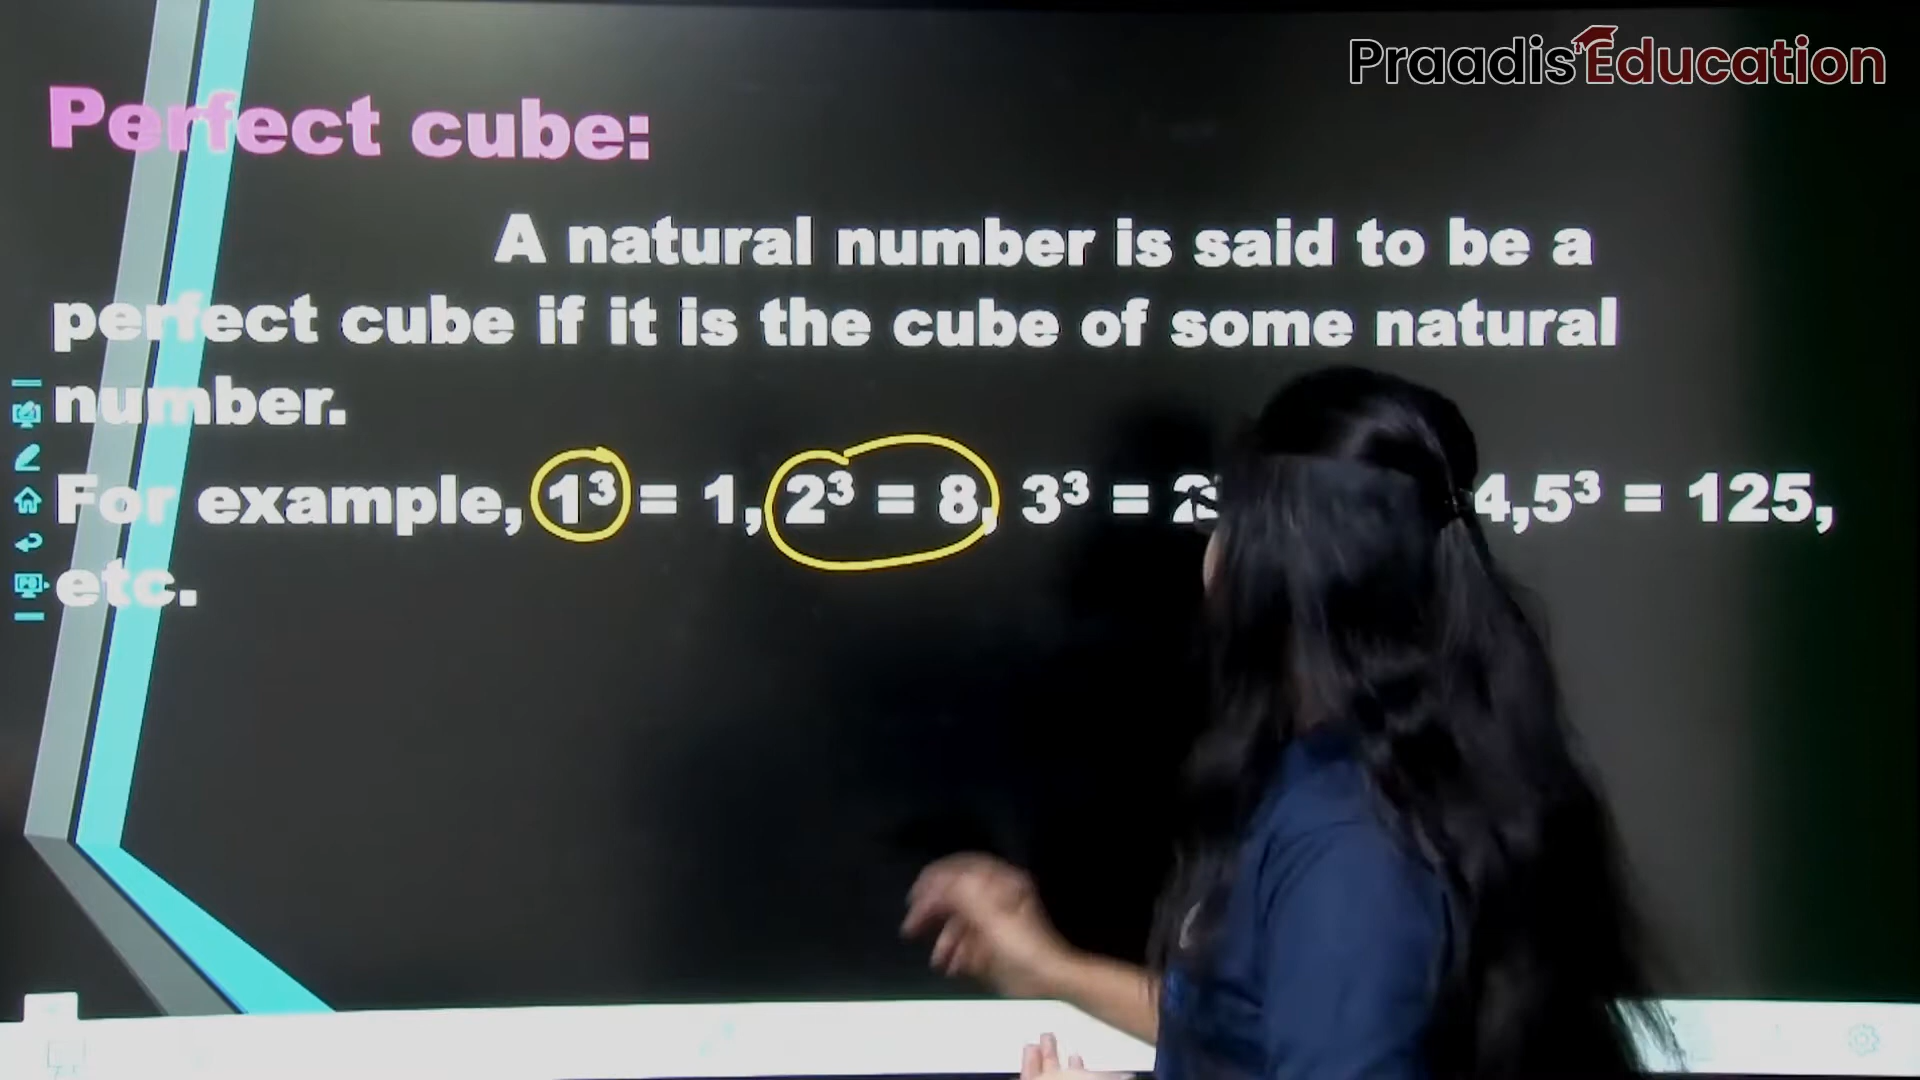 Praadis Education
Perfect cube:
A natural number is said to be a
perfect cube if it is the cube of some natural
number.
For example, 1³ = 1, 2³ = 8, 3³ = 2 4,5³ = 125,
etc.